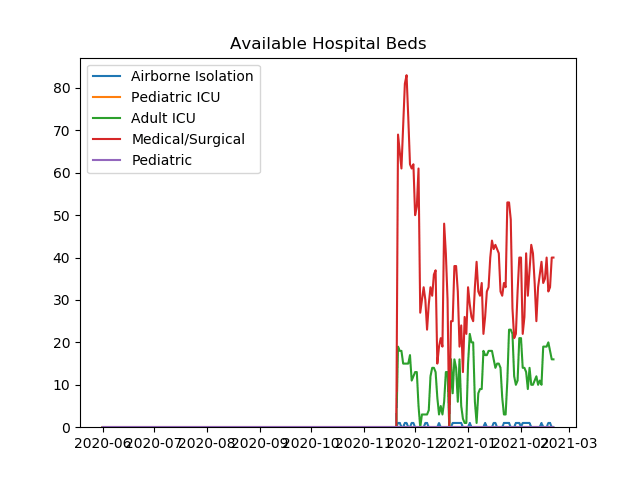 Available Hospital Beds
Airborne Isolation
Pediatric ICU
Adult ICU
Medical/Surgical
Pediatric
80
70
60
50
40
30
20
10
0
2020-06 2020-07 2020-08 2020-09 2020-10 2020-11 2020-12 2021-01 2021-02 2021-03